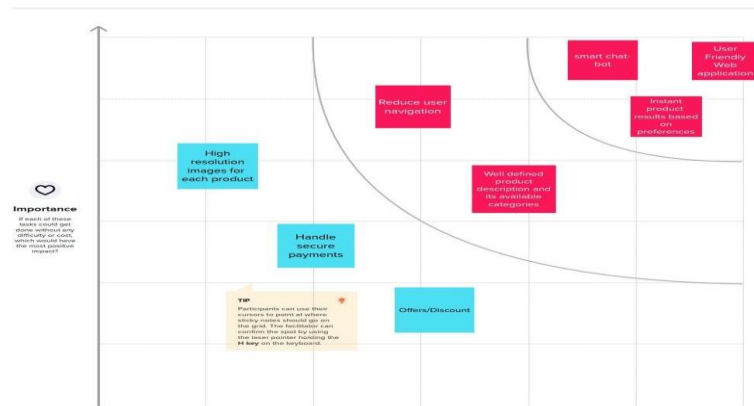 smart chat-
bot
User
Friendly
Web
application
Reduce user
navigation
Instant
product
results based
on
preferences
High
resolution
images for
each product
Well defined
product
description and
its available
categories
Importance
If each of these
tasks could get
done without any
difficulty or cost,
which would have
the most positive
impact?
Handle
secure
payments
TIP
Participants can use their
cursors to point at where
sticky notes should go on
the grid. The facilitator can
confirm the spot by using
the laser pointer holding the
H key on the keyboard.
Offers/Discount